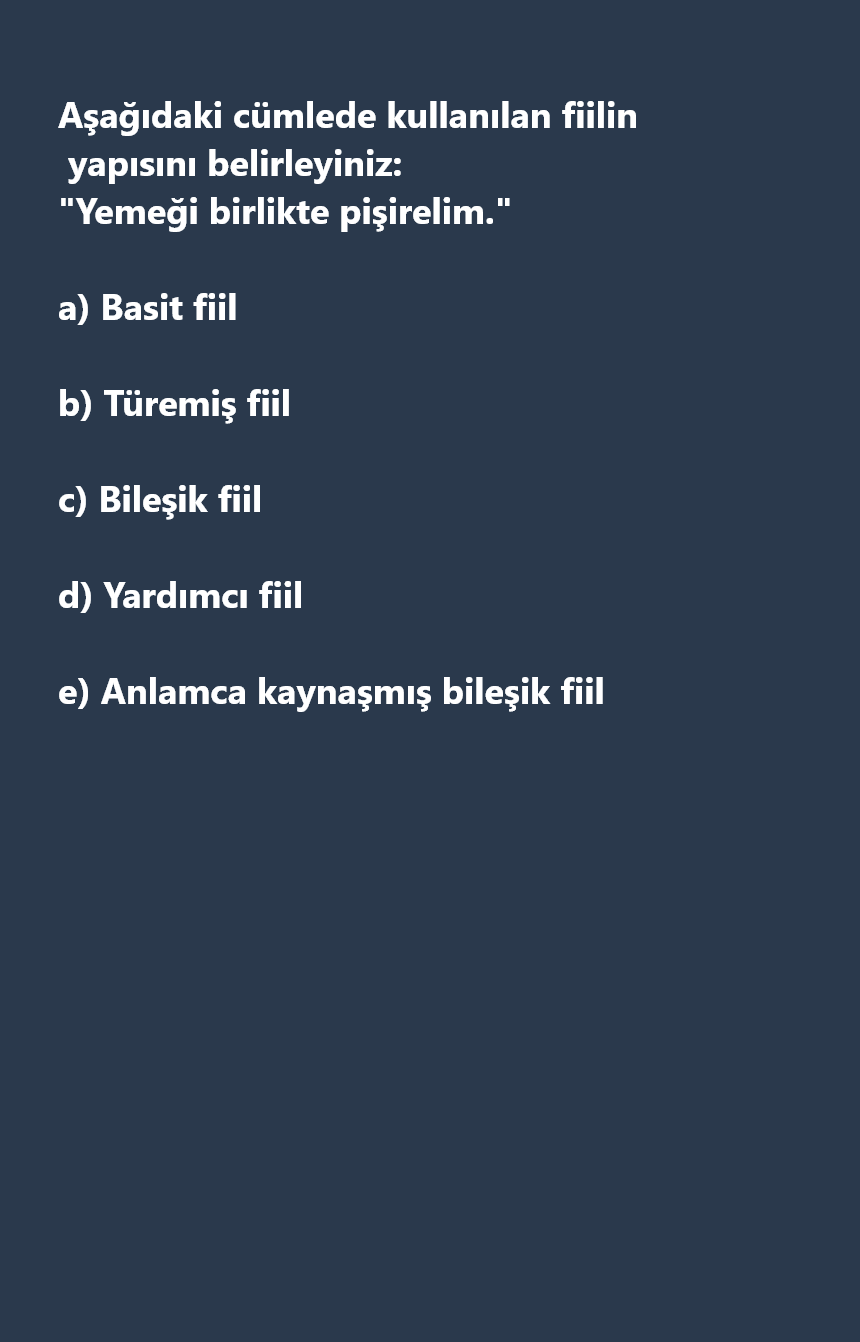 Aşağıdaki cümlede kullanılan fiilin
yapısını belirleyiniz:
"Yemeği birlikte pişirelim."
a) Basit fiil
b) Türemiş fiil
c) Bileşik fiil
d) Yardımcı fiil
e) Anlamca kaynaşmış bileşik fiil